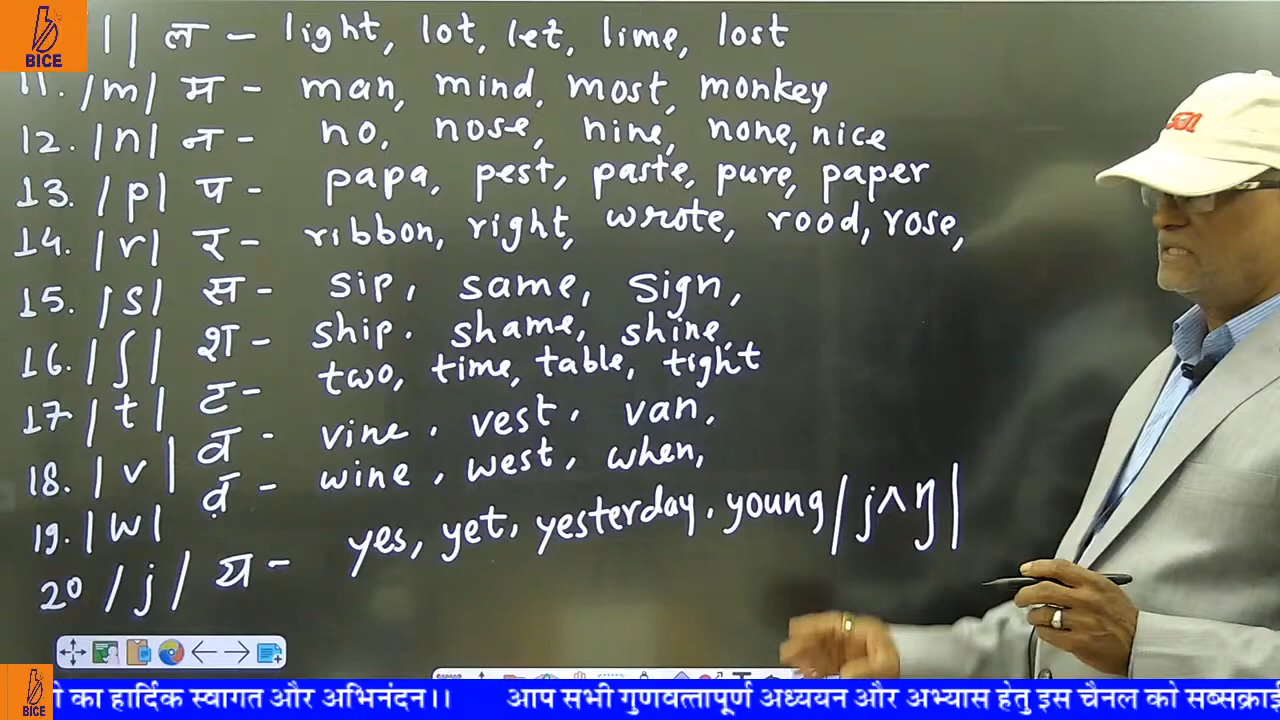 BICE
l| ल – light, lot, let, lime, lost
11. /m/ म – man, mind, most, monkey
12. /n/ न – no, nose, nine, none, nice
13. /p/ प – papa, pest, paste, pure, paper
14. /r/ र – ribbon, right, wrote, rood, rose,
15. /s/ स – sip, same, sign,
16. /ʃ/ श – ship. shame, shine,
17. /t/ ट – two, time, table, tight
18. /v/ व – vine, vest, van,
19. /w/ व़ – wine, west, when,
20 /j/ य – yes, yet, yesterday, young /jʌŋ/
BICE
का हार्दिक स्वागत और अभिनंदन।। आप सभी गुणवत्तापूर्ण अध्ययन और अभ्यास हेतु इस चैनल को सब्सक्राई